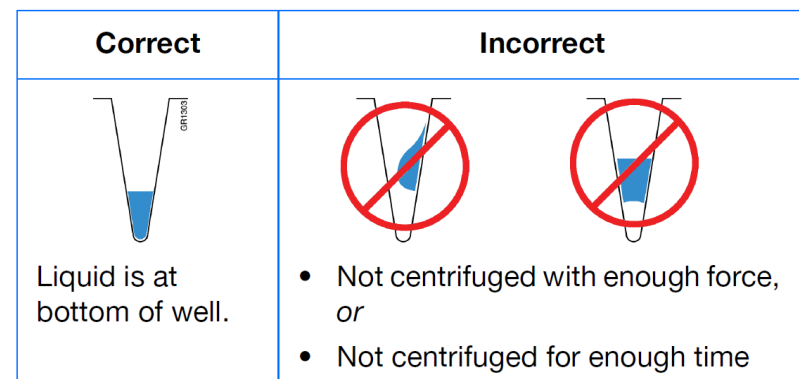 Correct
Incorrect
GR1303
Liquid is at
bottom of well.
• Not centrifuged with enough force,
or
• Not centrifuged for enough time